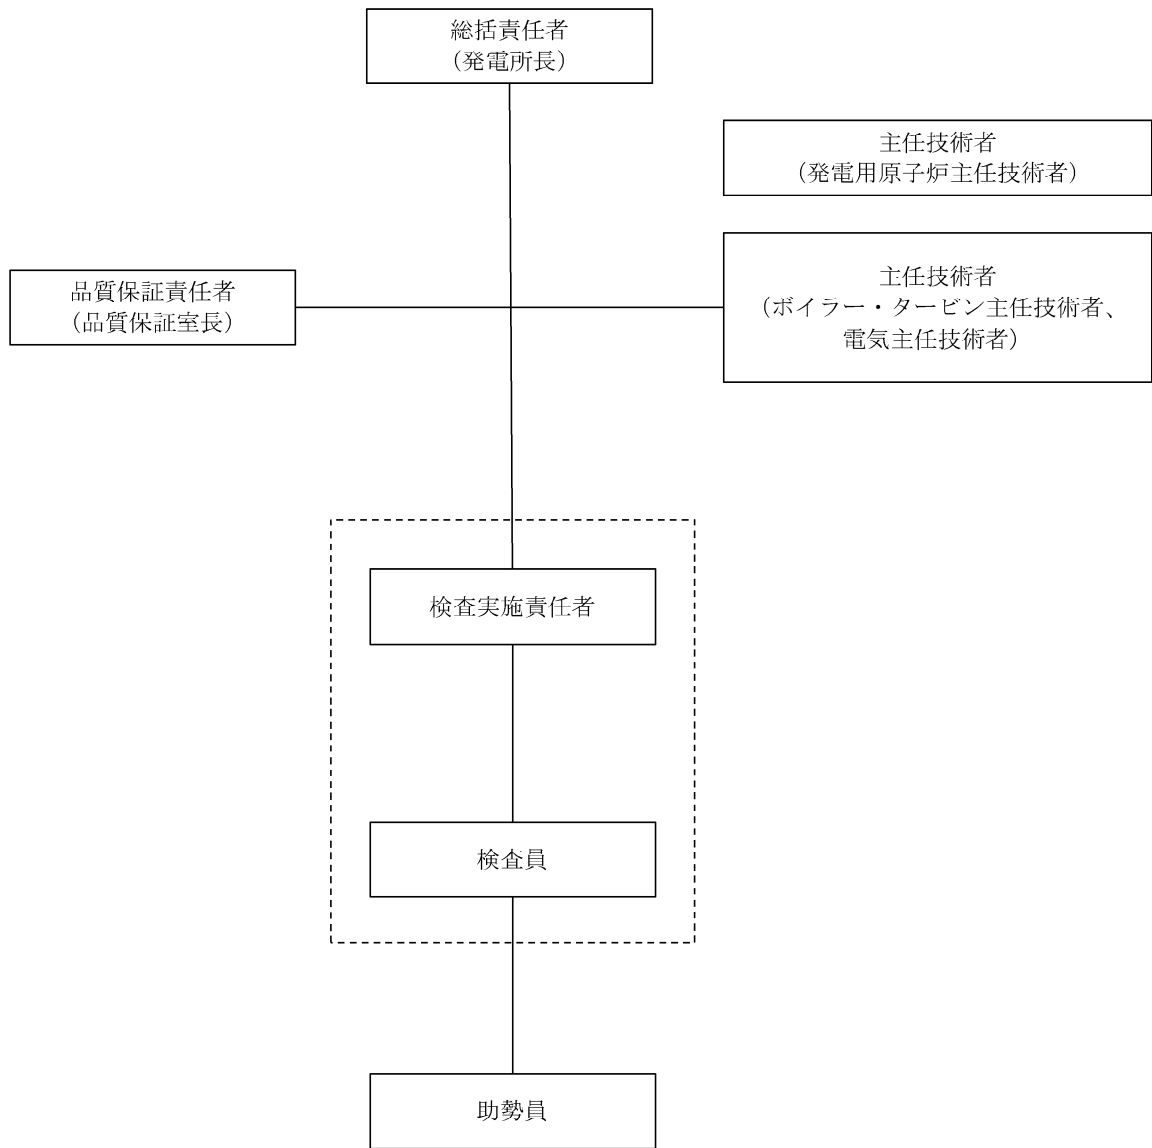 総括責任者
（発電所長）
主任技術者
（発電用原子炉主任技術者）
品質保証責任者
（品質保証室長）
主任技術者
（ボイラー・タービン主任技術者、
電気主任技術者）
検査実施責任者
検査員
助勢員